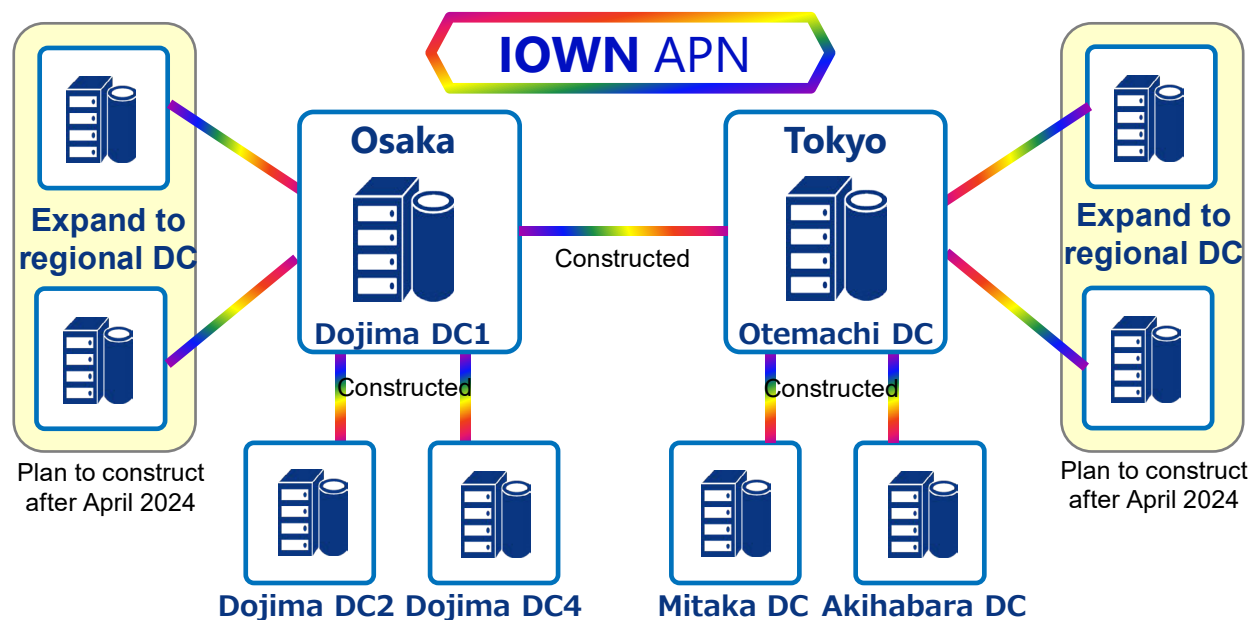 IOWN APN
Osaka
Tokyo
Expand to
regional DC
Expand to
regional DC
Constructed
Dojima DC1
Otemachi DC
Constructed
Constructed
Plan to construct
after April 2024
Plan to construct
after April 2024
Dojima DC2
Dojima DC4
Mitaka DC
Akihabara DC